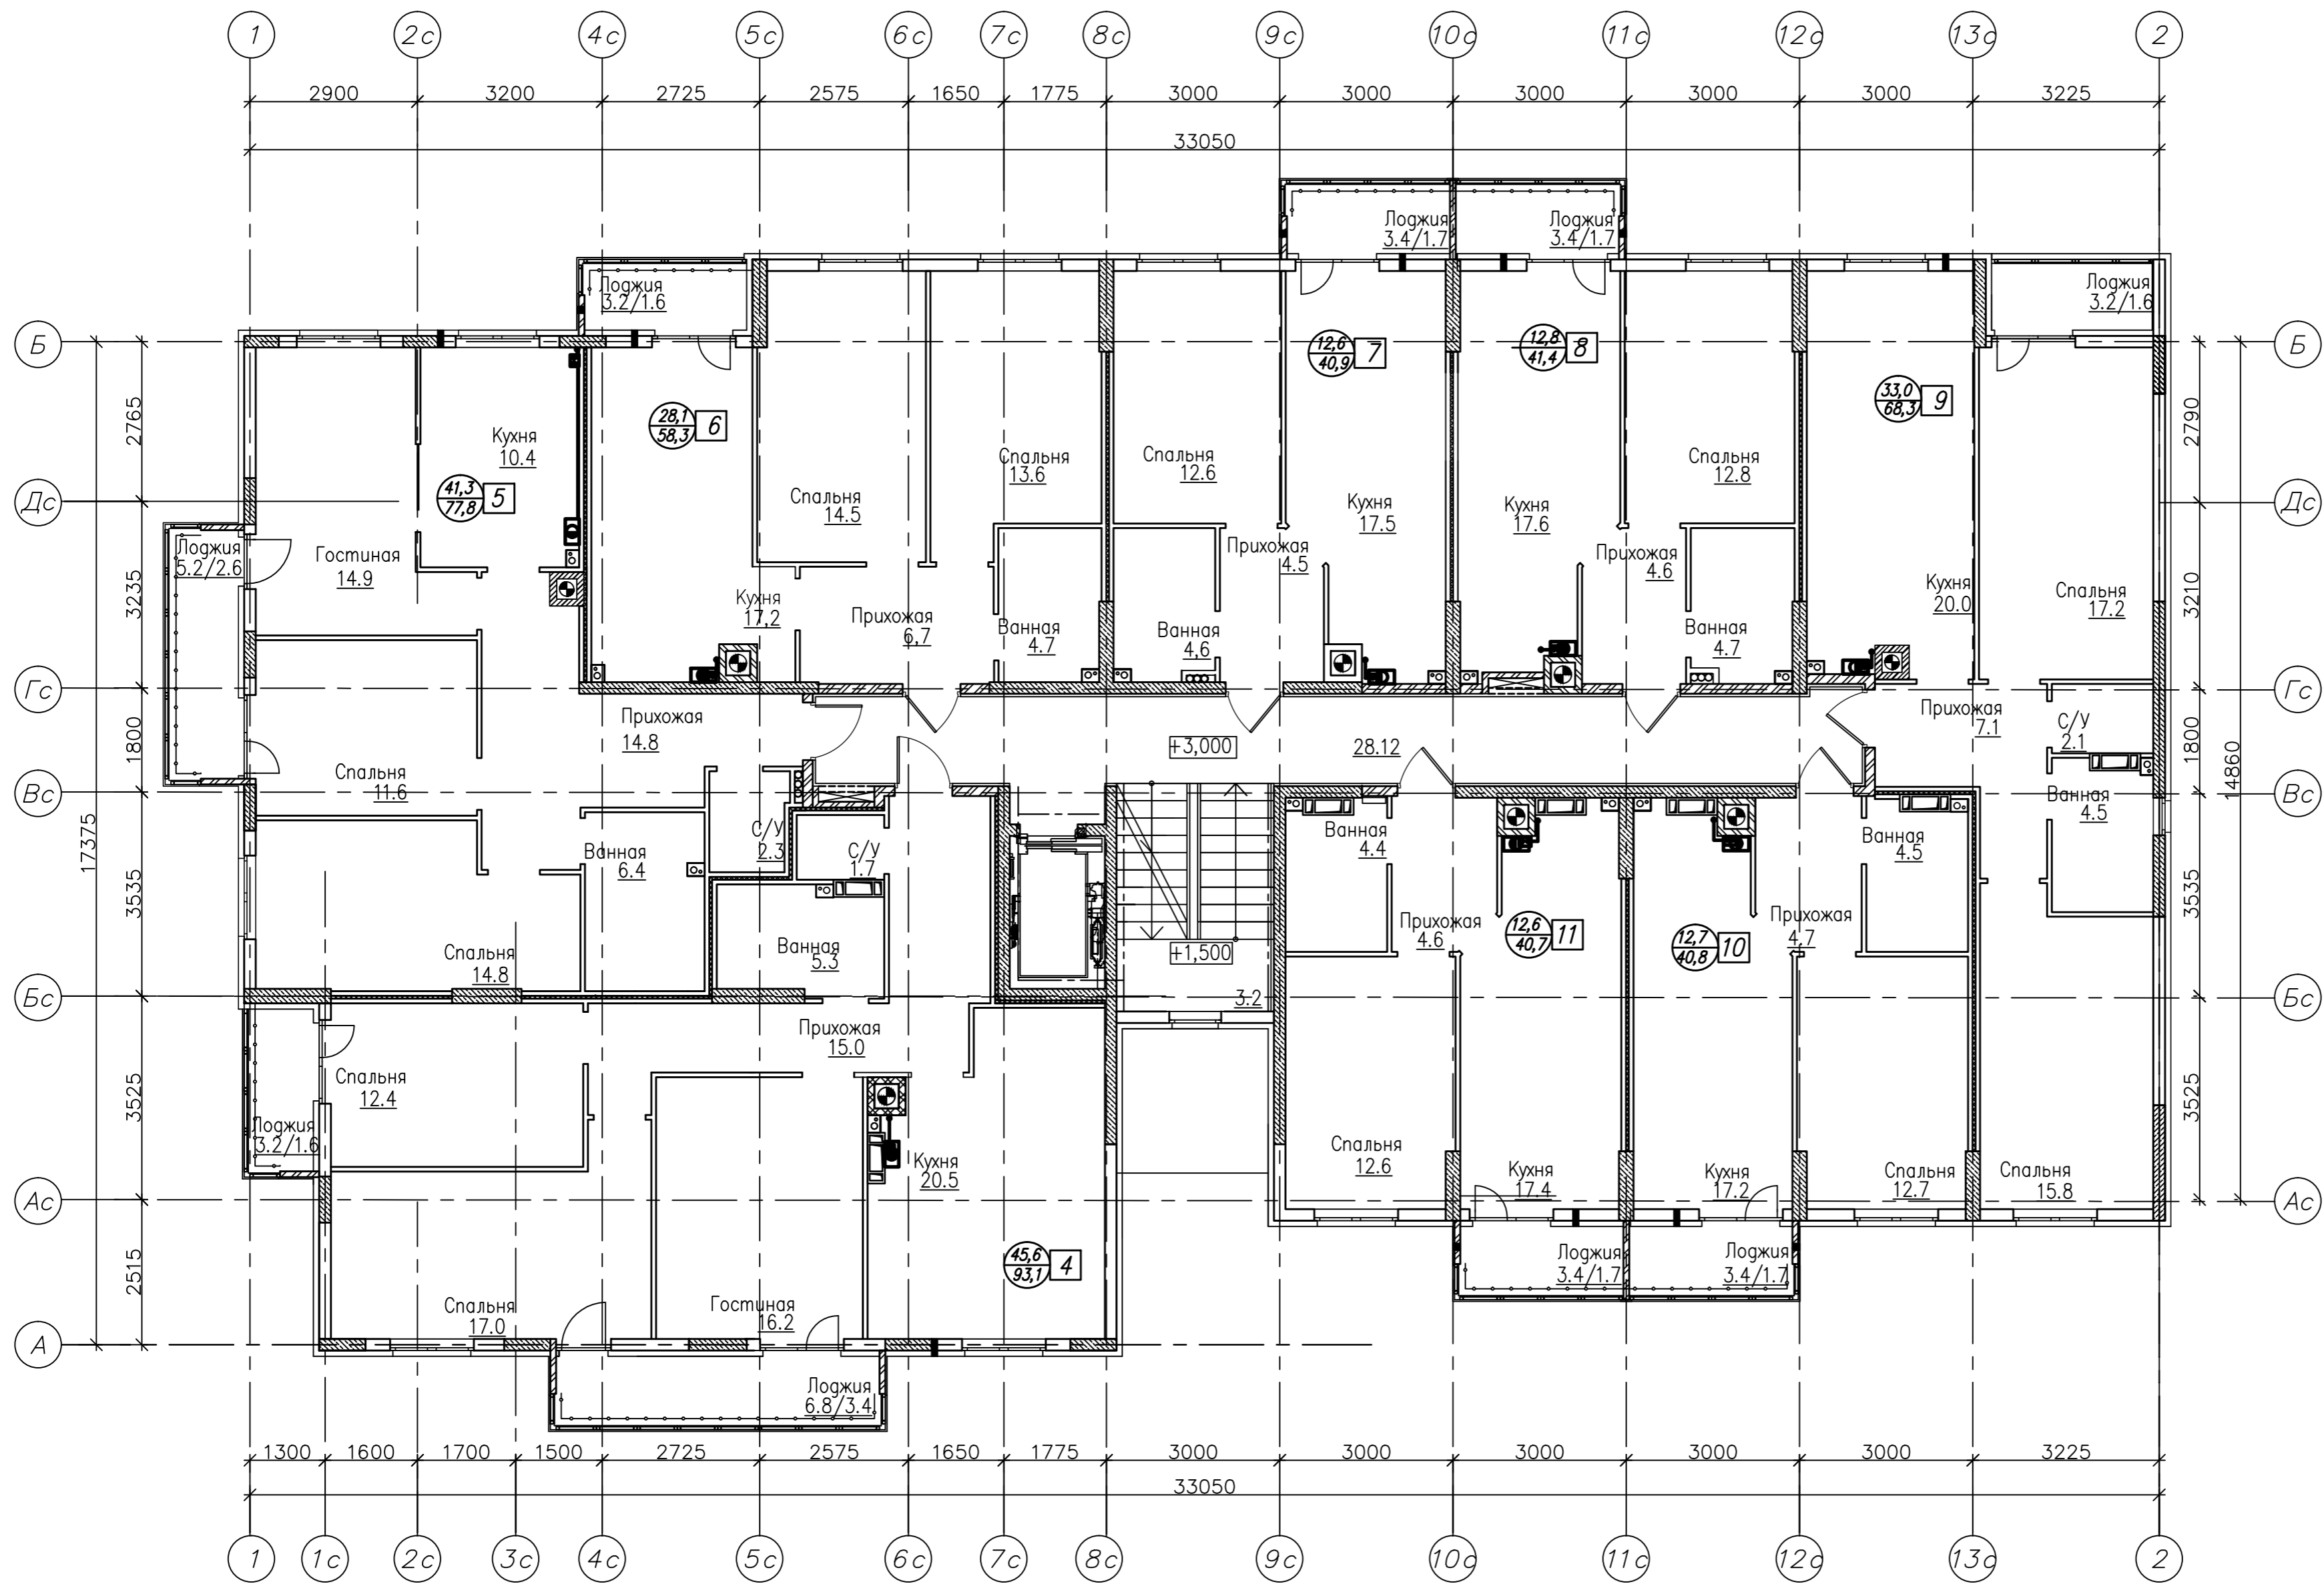 1 2с 4с 5с 6с 7с 8с 9с 10с 11с 12с 13с 2
2900 3200 2725 2575 1650 1775 3000 3000 3000 3000 3000 3225
33050
Лоджия
3.4/1.7
Лоджия
3.4/1.7
Лоджия
3.2/1.6
Лоджия
3.2/1.6
Б
Б
12,6
40,9
7
12,8
41,4
8
33,0
68,3
9
28,1
58,3
6
2765
2790
Кухня
10.4
Спальня
13.6
Спальня
12.6
Спальня
12.8
41,3
77,8
5
Спальня
14.5
Кухня
17.5
Кухня
17.6
Дс
Дс
Лоджия
5.2/2.6
Гостиная
14.9
Прихожая
4.5
Прихожая
4.6
Кухня
20.0
Спальня
17.2
3235
3210
Кухня
17,2
Прихожая
6,7
Ванная
4.7
Ванная
4,6
Ванная
4.7
Гс
Гс
Прихожая
14.8
Прихожая
7.1
С/У
2.1
+3,000
28.12
1800
1800
14860
Спальня
11.6
Вс
Вс
Ванная
4.5
17375
Ванная
6.4
С/У
2.3
С/У
1.7
Ванная
4.4
Ванная
4.5
3535
3535
Прихожая
4.6
12,6
40,7
11
12,7
40,8
10
Прихожая
4.7
Спальня
14.8
Ванная
5.3
+1,500
Бс
Бс
3.2
Прихожая
15.0
3525
3525
Спальня
12.4
Лоджия
3.2/1.6
Кухня
20.5
Спальня
12.6
Кухня
17.4
Кухня
17.2
Спальня
12.7
Спальня
15.8
Ас
Ас
2515
45,6
93,1
4
Лоджия
3.4/1.7
Лоджия
3.4/1.7
Спальня
17.0
Гостиная
16.2
А
Лоджия
6.8/3.4
1300 1600 1700 1500 2725 2575 1650 1775 3000 3000 3000 3000 3000 3225
33050
1 1с 2с 3с 4с 5с 6с 7с 8с 9с 10с 11с 12с 13с 2